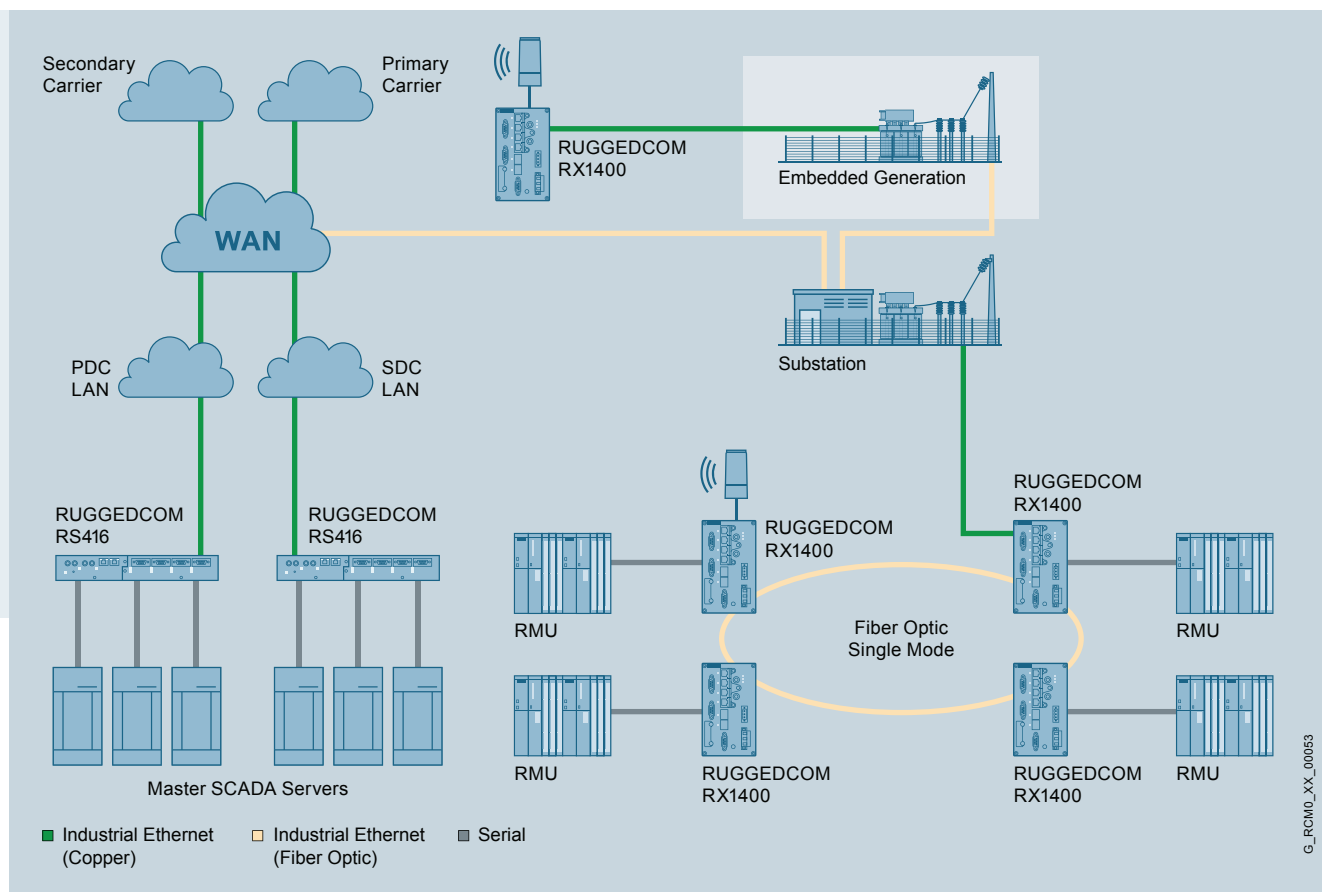 Secondary
Carrier
Primary
Carrier
RUGGEDCOM
RX1400
Embedded Generation
WAN
Substation
PDC
LAN
SDC
LAN
RUGGEDCOM
RS416
RUGGEDCOM
RS416
RUGGEDCOM
RX1400
RUGGEDCOM
RX1400
RMU
Fiber Optic
Single Mode
RMU
RMU
RUGGEDCOM
RX1400
RUGGEDCOM
RX1400
RMU
Master SCADA Servers
Industrial Ethernet
(Copper)
Industrial Ethernet
(Fiber Optic)
Serial
G_RCM0_XX_00053